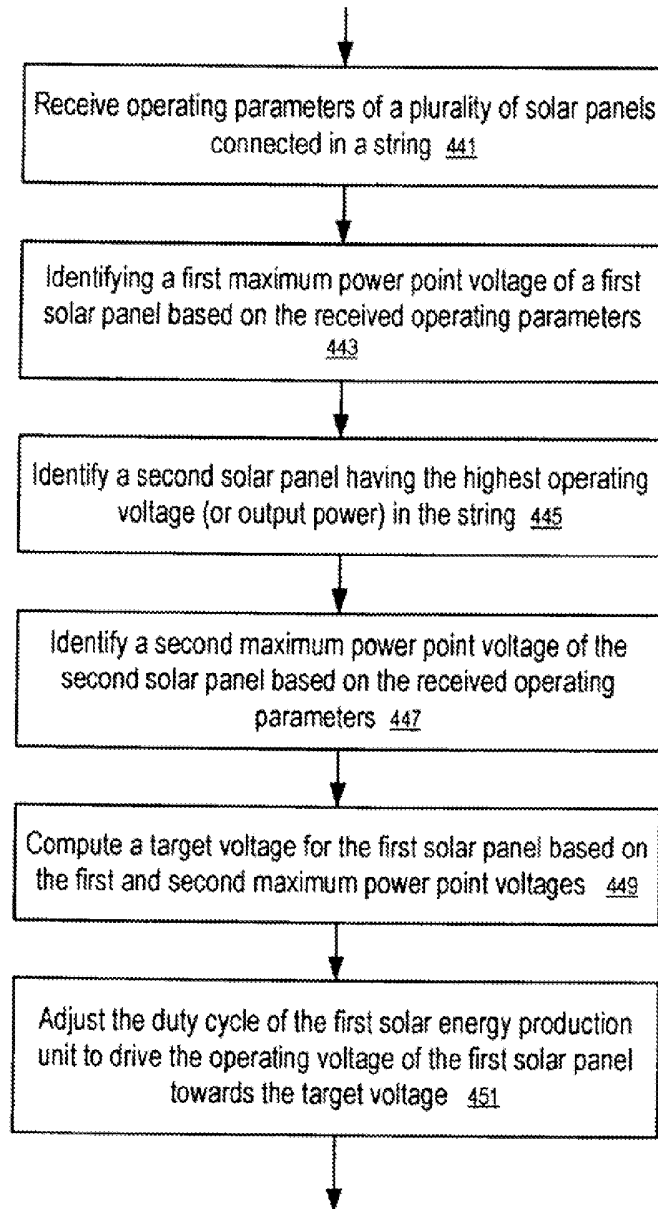 Receive operating parameters of a plurality of solar panels
connected in a string 441
Identifying a first maximum power point voltage of a first
solar panel based on the received operating parameters
443
Identify a second solar panel having the highest operating
voltage (or output power) in the string 445
Identify a second maximum power point voltage of the
second solar panel based on the received operating
parameters 447
Compute a target voltage for the first solar panel based on
the first and second maximum power point voltages 449
Adjust the duty cycle of the first solar energy production
unit to drive the operating voltage of the first solar panel
towards the target voltage 451